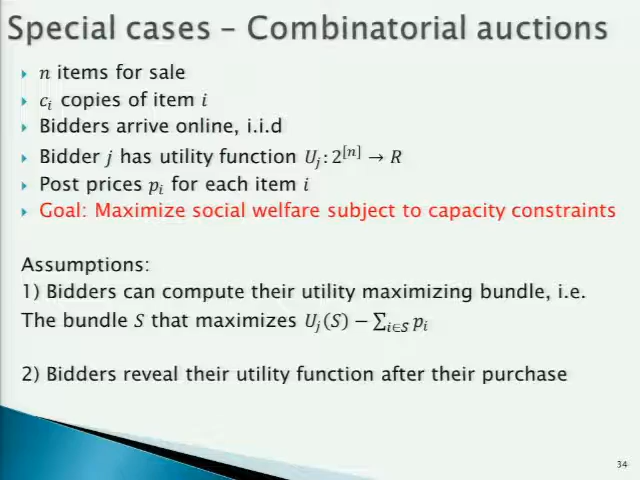 Special cases – Combinatorial auctions
n items for sale
c_i copies of item i
Bidders arrive online, i.i.d
Bidder j has utility function U_j: 2^[n] → R
Post prices p_i for each item i
Goal: Maximize social welfare subject to capacity constraints
Assumptions:
1) Bidders can compute their utility maximizing bundle, i.e.
The bundle S that maximizes U_j(S) − ∑_{i∈S} p_i
2) Bidders reveal their utility function after their purchase
34